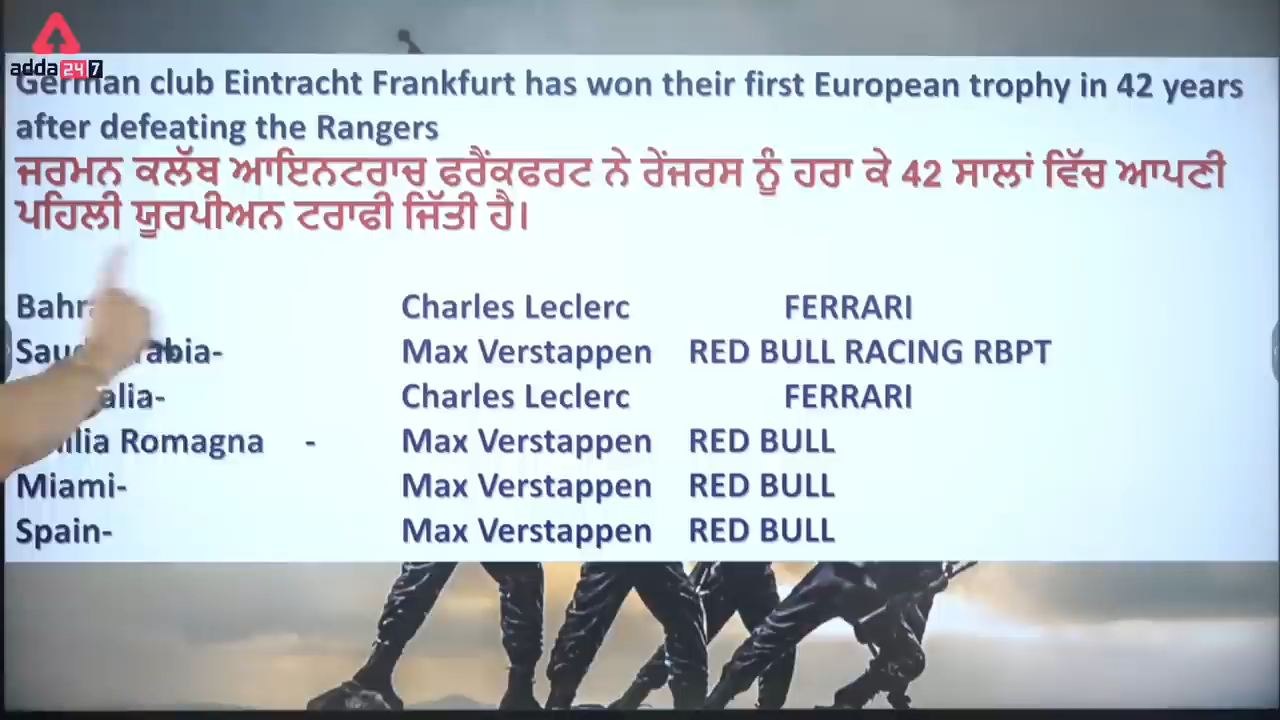 adda247
German club Eintracht Frankfurt has won their first European trophy in 42 years
after defeating the Rangers
ਜਰਮਨ ਕਲੱਬ ਆਇਨਟਰਾਚ ਫਰੈਂਕਫਰਟ ਨੇ ਰੇਂਜਰਸ ਨੂੰ ਹਰਾ ਕੇ 42 ਸਾਲਾਂ ਵਿੱਚ ਆਪਣੀ
ਪਹਿਲੀ ਯੂਰਪੀਅਨ ਟਰਾਫੀ ਜਿੱਤੀ ਹੈ।
Charles Leclerc FERRARI
Max Verstappen RED BULL RACING RBPT
Charles Leclerc FERRARI
Romagna - Max Verstappen RED BULL
Miami- Max Verstappen RED BULL
Spain- Max Verstappen RED BULL